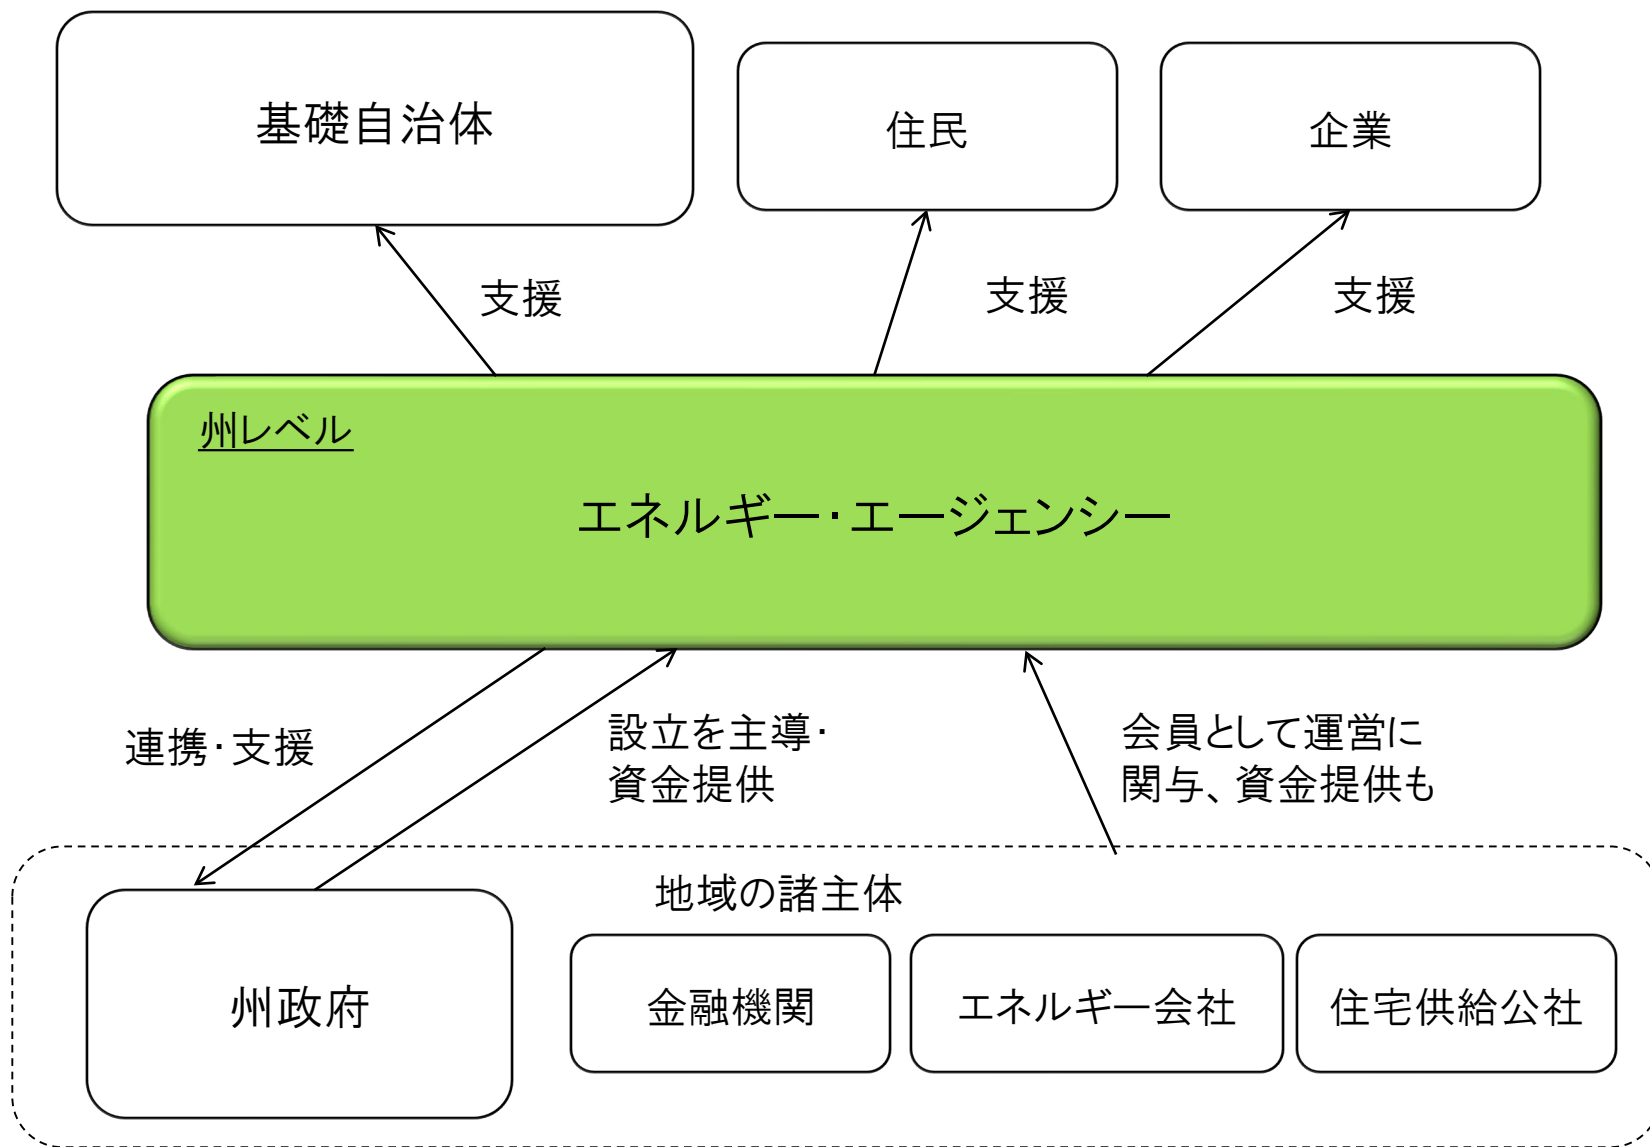 基礎自治体
住民
企業
支援
支援
支援
州レベル
エネルギー・エージェンシー
連携・支援
設立を主導・
資金提供
会員として運営に
関与、資金提供も
地域の諸主体
州政府
金融機関
エネルギー会社
住宅供給公社